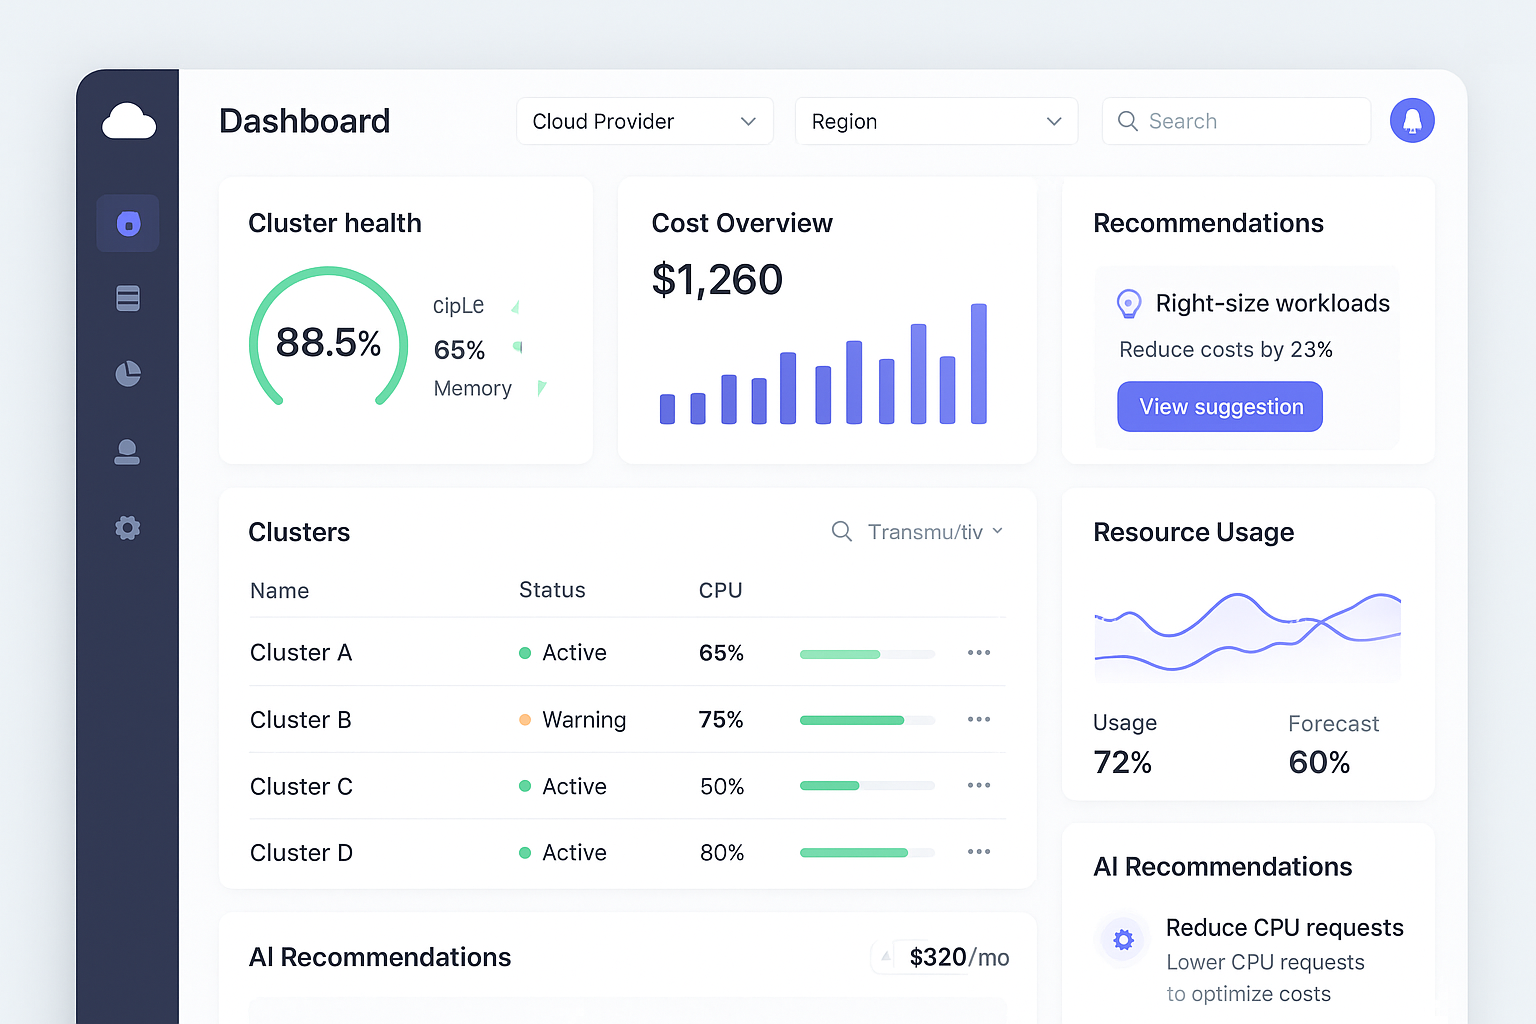 Dashboard
Cloud Provider
Region
Search
Cluster health
88.5%
cipLe
65%
Memory
Cost Overview
$1,260
Recommendations
Right-size workloads
Reduce costs by 23%
View suggestion
Clusters
Transmu/tiv
Name Status CPU
Cluster A Active 65%
Cluster B Warning 75%
Cluster C Active 50%
Cluster D Active 80%
Resource Usage
Usage Forecast
72% 60%
AI Recommendations
$320/mo
AI Recommendations
Reduce CPU requests
Lower CPU requests
to optimize costs